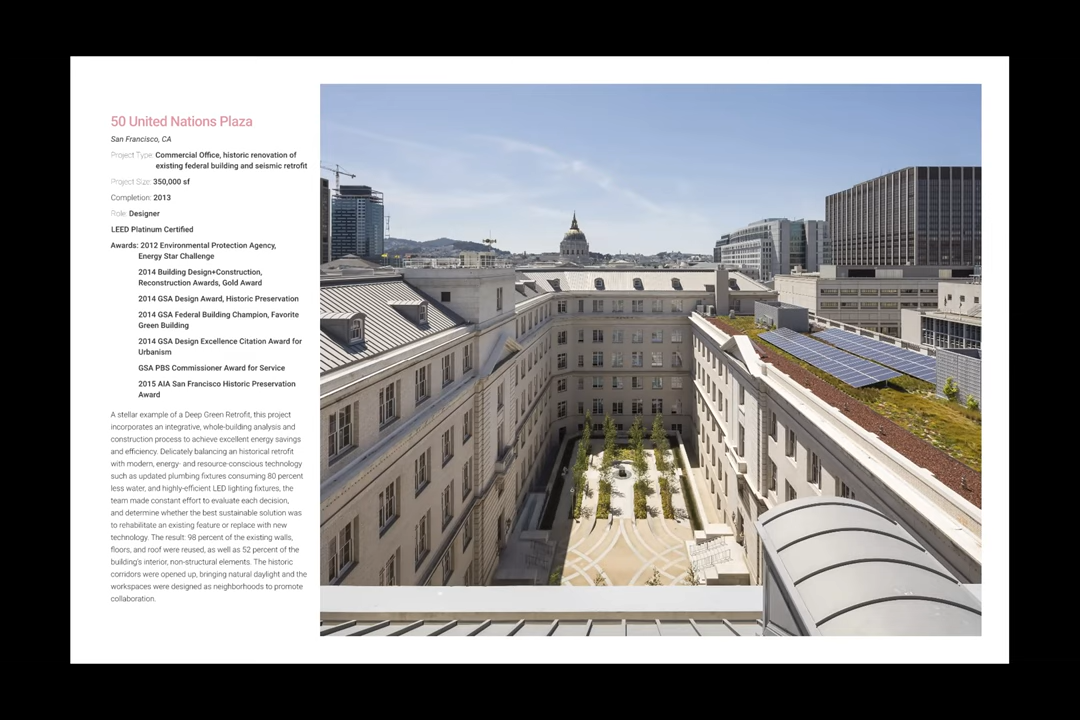 50 United Nations Plaza
San Francisco, CA
Project Type: Commercial Office, historic renovation of
existing federal building and seismic retrofit
Project Size: 350,000 sf
Completion: 2013
Role: Designer
LEED Platinum Certified
Awards: 2012 Environmental Protection Agency,
Energy Star Challenge
2014 Building Design+Construction,
Reconstruction Awards, Gold Award
2014 GSA Design Award, Historic Preservation
2014 GSA Federal Building Champion, Favorite
Green Building
2014 GSA Design Excellence Citation Award for
Urbanism
GSA PBS Commissioner Award for Service
2015 AIA San Francisco Historic Preservation
Award
A stellar example of a Deep Green Retrofit, this project
incorporates an integrative, whole-building analysis and
construction process to achieve excellent energy savings
and efficiency. Delicately balancing an historical retrofit
with modern, energy- and resource-conscious technology
such as updated plumbing fixtures consuming 80 percent
less water, and highly-efficient LED lighting fixtures, the
team made constant effort to evaluate each decision,
and determine whether the best sustainable solution was
to rehabilitate an existing feature or replace with new
technology. The result: 98 percent of the existing walls,
floors, and roof were reused, as well as 52 percent of the
building's interior, non-structural elements. The historic
corridors were opened up, bringing natural daylight and the
workspaces were designed as neighborhoods to promote
collaboration.